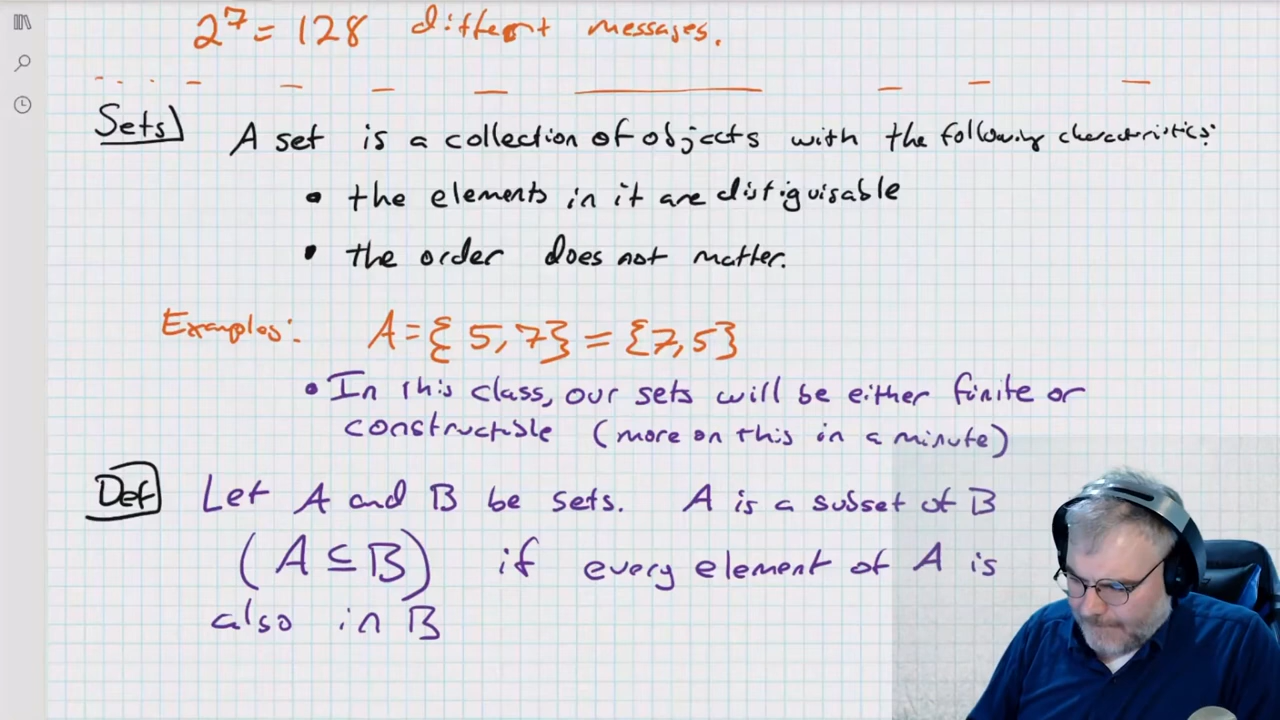 2^7 = 128 different messages.
Sets A set is a collection of objects with the following characteristics:
• the elements in it are distiguisable
• the order does not matter.
Examples: A = { 5, 7 } = { 7, 5 }
• In this class, our sets will be either finite or
constructible (more on this in a minute)
Def Let A and B be sets. A is a subset of B
( A ⊆ B ) if every element of A is
also in B